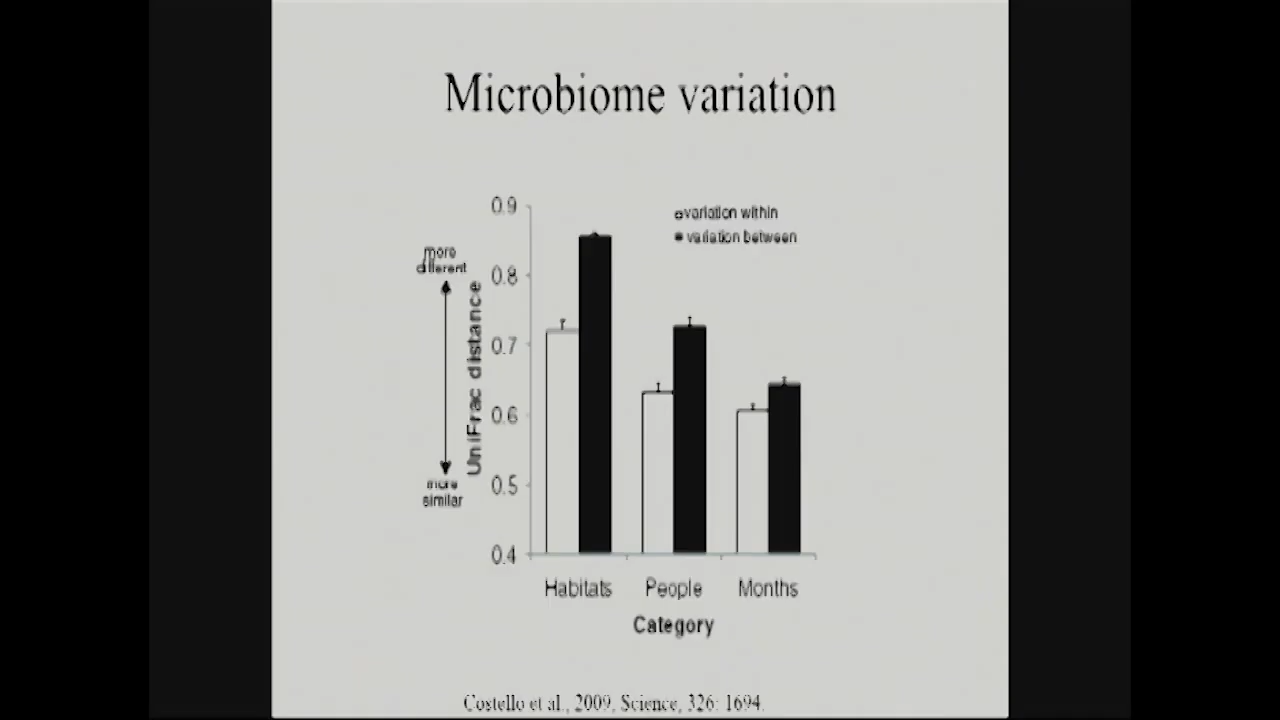 Microbiome variation
0.9
variation within
variation between
more
different
0.8
UniFrac distance
0.7
0.6
0.5
more
similar
0.4
Habitats People Months
Category
Costello et al., 2009, Science, 326: 1694.